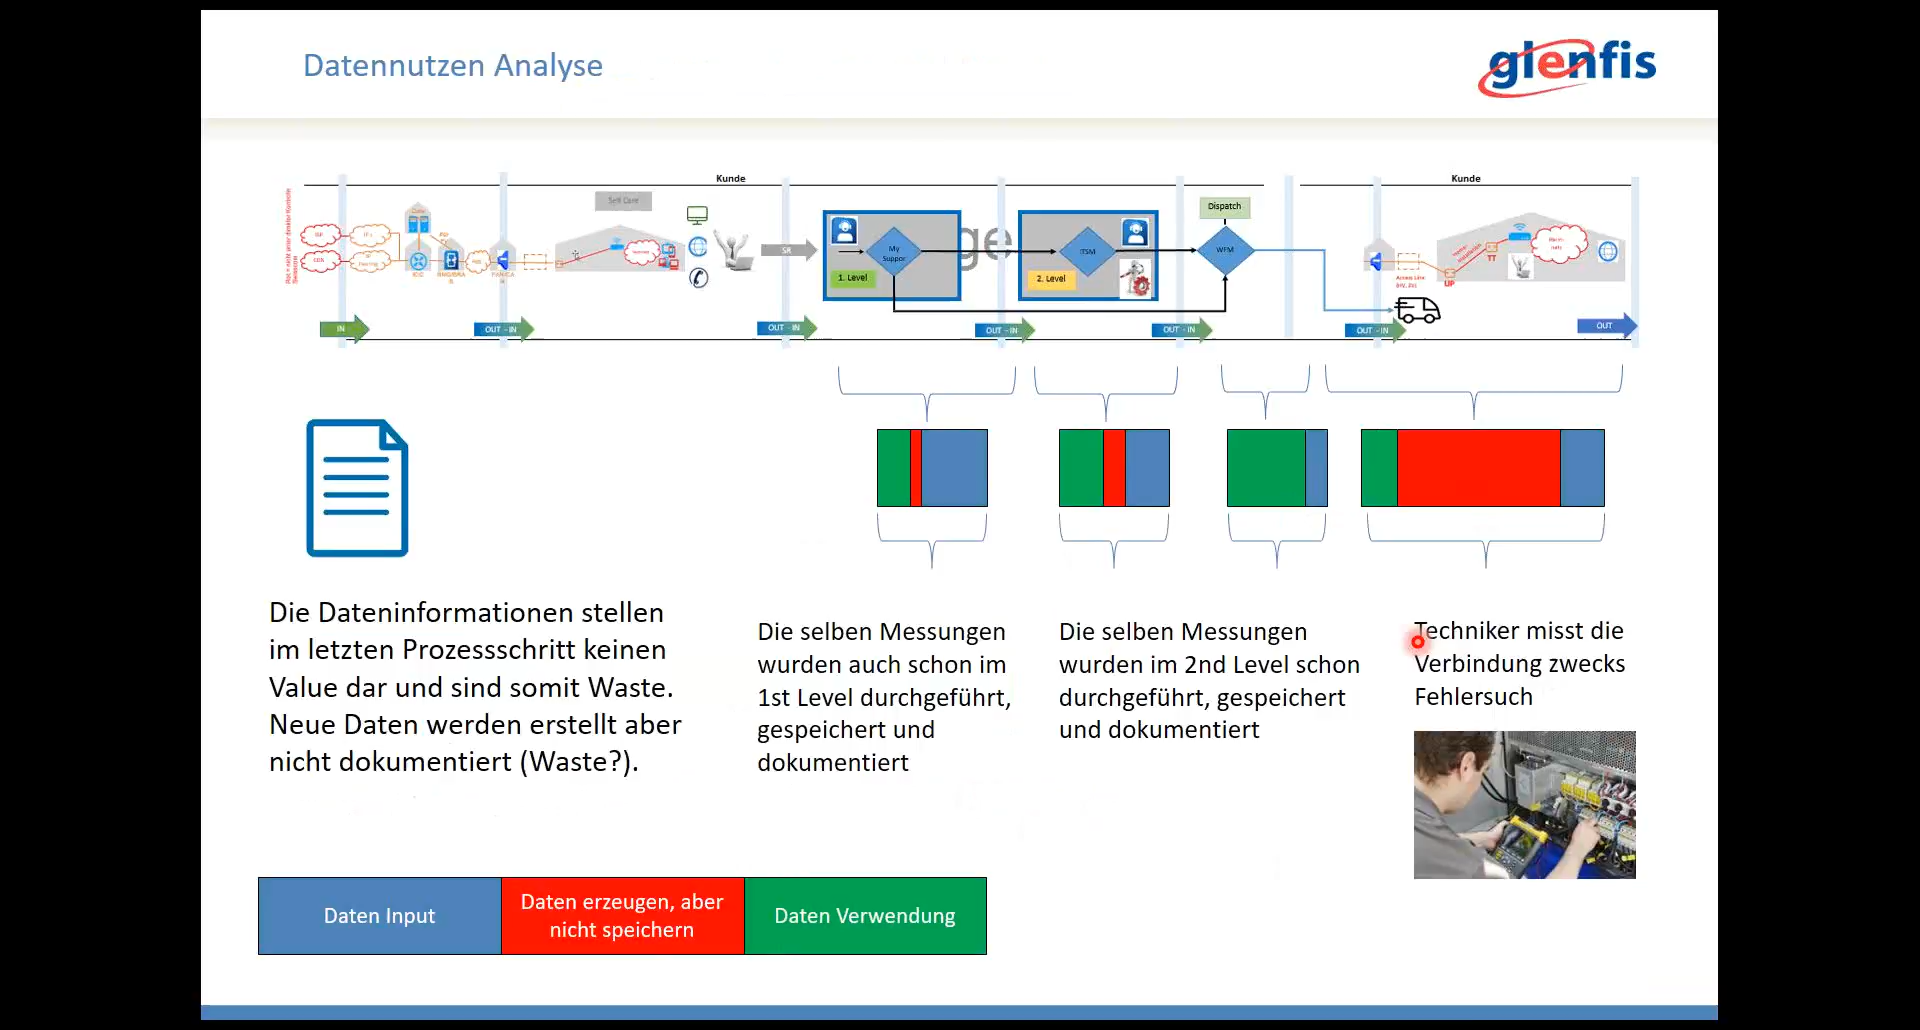 Datennutzen Analyse
glenfis
Kunde
Kunde
Self Care
Dispatch
SR
My
Suppor
ITSM
WFM
1. Level
2. Level
ge
TT
UP
IN
OUT - IN
OUT - IN
OUT - IN
OUT - IN
OUT - IN
OUT
Die Dateninformationen stellen
im letzten Prozessschritt keinen
Value dar und sind somit Waste.
Neue Daten werden erstellt aber
nicht dokumentiert (Waste?).
Die selben Messungen
wurden auch schon im
1st Level durchgeführt,
gespeichert und
dokumentiert
Die selben Messungen
wurden im 2nd Level schon
durchgeführt, gespeichert
und dokumentiert
Techniker misst die
Verbindung zwecks
Fehlersuch
Daten Input
Daten erzeugen, aber
nicht speichern
Daten Verwendung